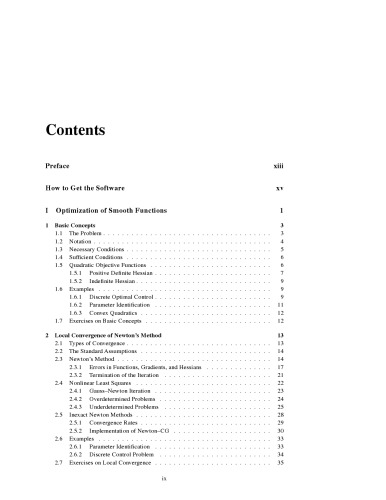 Contents
Preface xiii
How to Get the Software xv
I Optimization of Smooth Functions 1
1 Basic Concepts 3
1.1 The Problem . . . . . . . . . . . . . . . . . . . . 3
1.2 Notation . . . . . . . . . . . . . . . . . . . . 4
1.3 Necessary Conditions . . . . . . . . . . . . . . . . . . . . 5
1.4 Sufficient Conditions . . . . . . . . . . . . . . . . . . . . 6
1.5 Quadratic Objective Functions . . . . . . . . . . . . . . . . . . . . 6
1.5.1 Positive Definite Hessian . . . . . . . . . . . . . . . . . . . . 7
1.5.2 Indefinite Hessian . . . . . . . . . . . . . . . . . . . . 9
1.6 Examples . . . . . . . . . . . . . . . . . . . . 9
1.6.1 Discrete Optimal Control . . . . . . . . . . . . . . . . . . . . 9
1.6.2 Parameter Identification . . . . . . . . . . . . . . . . . . . . 11
1.6.3 Convex Quadratics . . . . . . . . . . . . . . . . . . . . 12
1.7 Exercises on Basic Concepts . . . . . . . . . . . . . . . . . . . . 12
2 Local Convergence of Newton's Method 13
2.1 Types of Convergence . . . . . . . . . . . . . . . . . . . . 13
2.2 The Standard Assumptions . . . . . . . . . . . . . . . . . . . . 14
2.3 Newton's Method . . . . . . . . . . . . . . . . . . . . 14
2.3.1 Errors in Functions, Gradients, and Hessians . . . . . . . . . . . . 17
2.3.2 Termination of the Iteration . . . . . . . . . . . . . . . . . . . . 21
2.4 Nonlinear Least Squares . . . . . . . . . . . . . . . . . . . . 22
2.4.1 Gauss–Newton Iteration . . . . . . . . . . . . . . . . . . . . 23
2.4.2 Overdetermined Problems . . . . . . . . . . . . . . . . . . . . 24
2.4.3 Underdetermined Problems . . . . . . . . . . . . . . . . . . . . 25
2.5 Inexact Newton Methods . . . . . . . . . . . . . . . . . . . . 28
2.5.1 Convergence Rates . . . . . . . . . . . . . . . . . . . . 29
2.5.2 Implementation of Newton–CG . . . . . . . . . . . . . . . . . . . . 30
2.6 Examples . . . . . . . . . . . . . . . . . . . . 33
2.6.1 Parameter Identification . . . . . . . . . . . . . . . . . . . . 33
2.6.2 Discrete Control Problem . . . . . . . . . . . . . . . . . . . . 34
2.7 Exercises on Local Convergence . . . . . . . . . . . . . . . . . . . . 35
ix